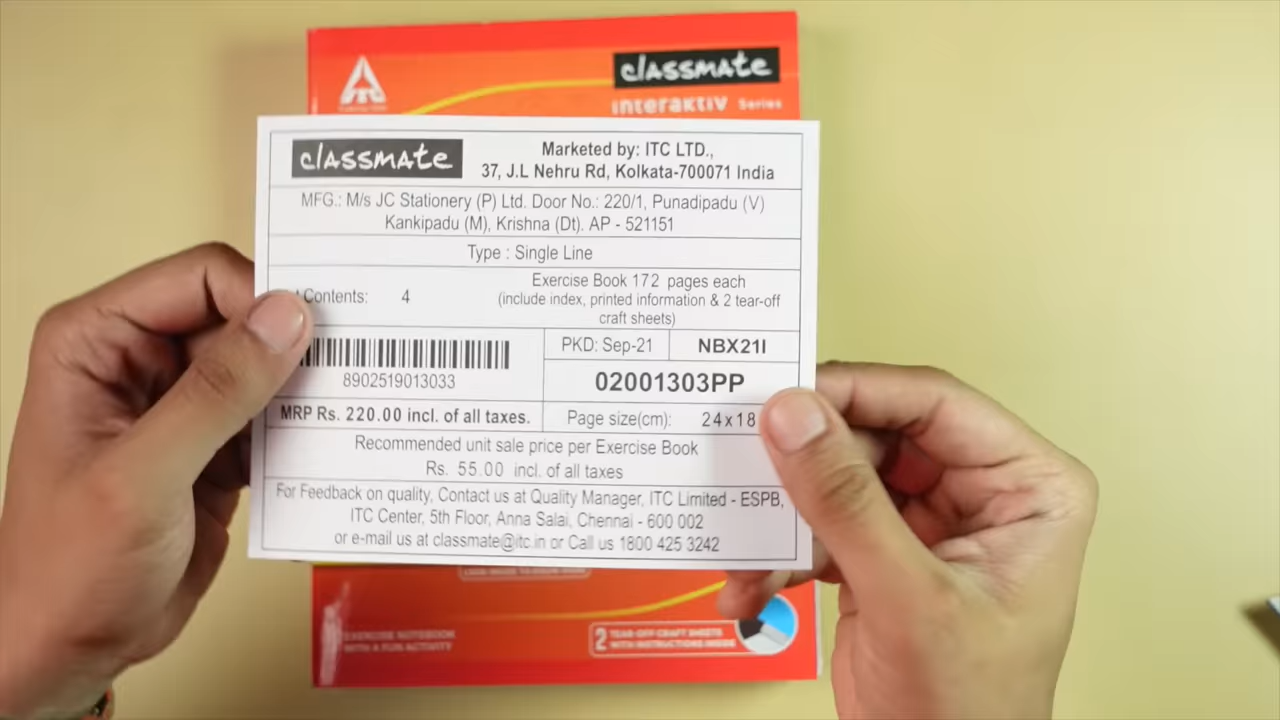 classmate
interaktiv Series
classmate
Marketed by: ITC LTD.,
37, J.L Nehru Rd, Kolkata-700071 India
MFG.: M/s JC Stationery (P) Ltd. Door No.: 220/1, Punadipadu (V)
Kankipadu (M), Krishna (Dt). AP - 521151
Type : Single Line
Contents: 4
Exercise Book 172 pages each
(include index, printed information & 2 tear-off
craft sheets)
PKD: Sep-21
NBX21I
8902519013033
02001303PP
MRP Rs. 220.00 incl. of all taxes.
Page size(cm): 24x18
Recommended unit sale price per Exercise Book
Rs. 55.00 incl. of all taxes
For Feedback on quality, Contact us at Quality Manager, ITC Limited - ESPB,
ITC Center, 5th Floor, Anna Salai, Chennai - 600 002
or e-mail us at classmate@itc.in or Call us 1800 425 3242
EXERCISE NOTEBOOK
WITH A FUN ACTIVITY
2 TEAR-OFF CRAFT SHEETS
WITH INSTRUCTIONS INSIDE